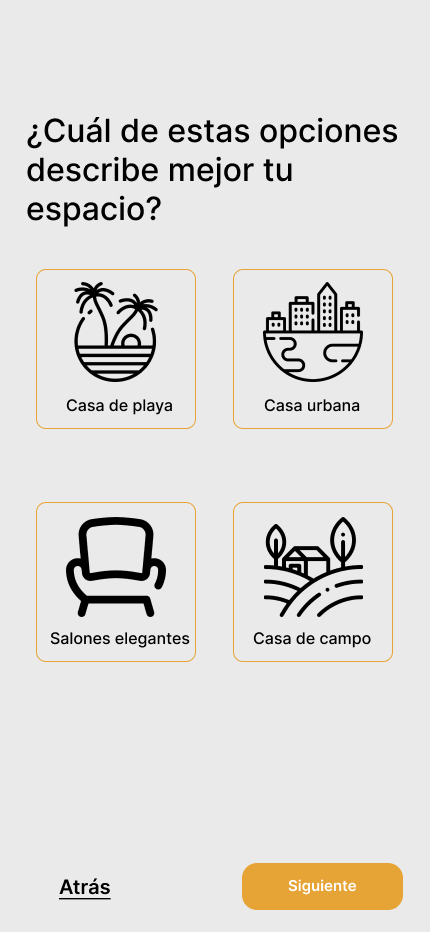 ¿Cuál de estas opciones
describe mejor tu
espacio?
Casa de playa
Casa urbana
Salones elegantes
Casa de campo
Atrás
Siguiente